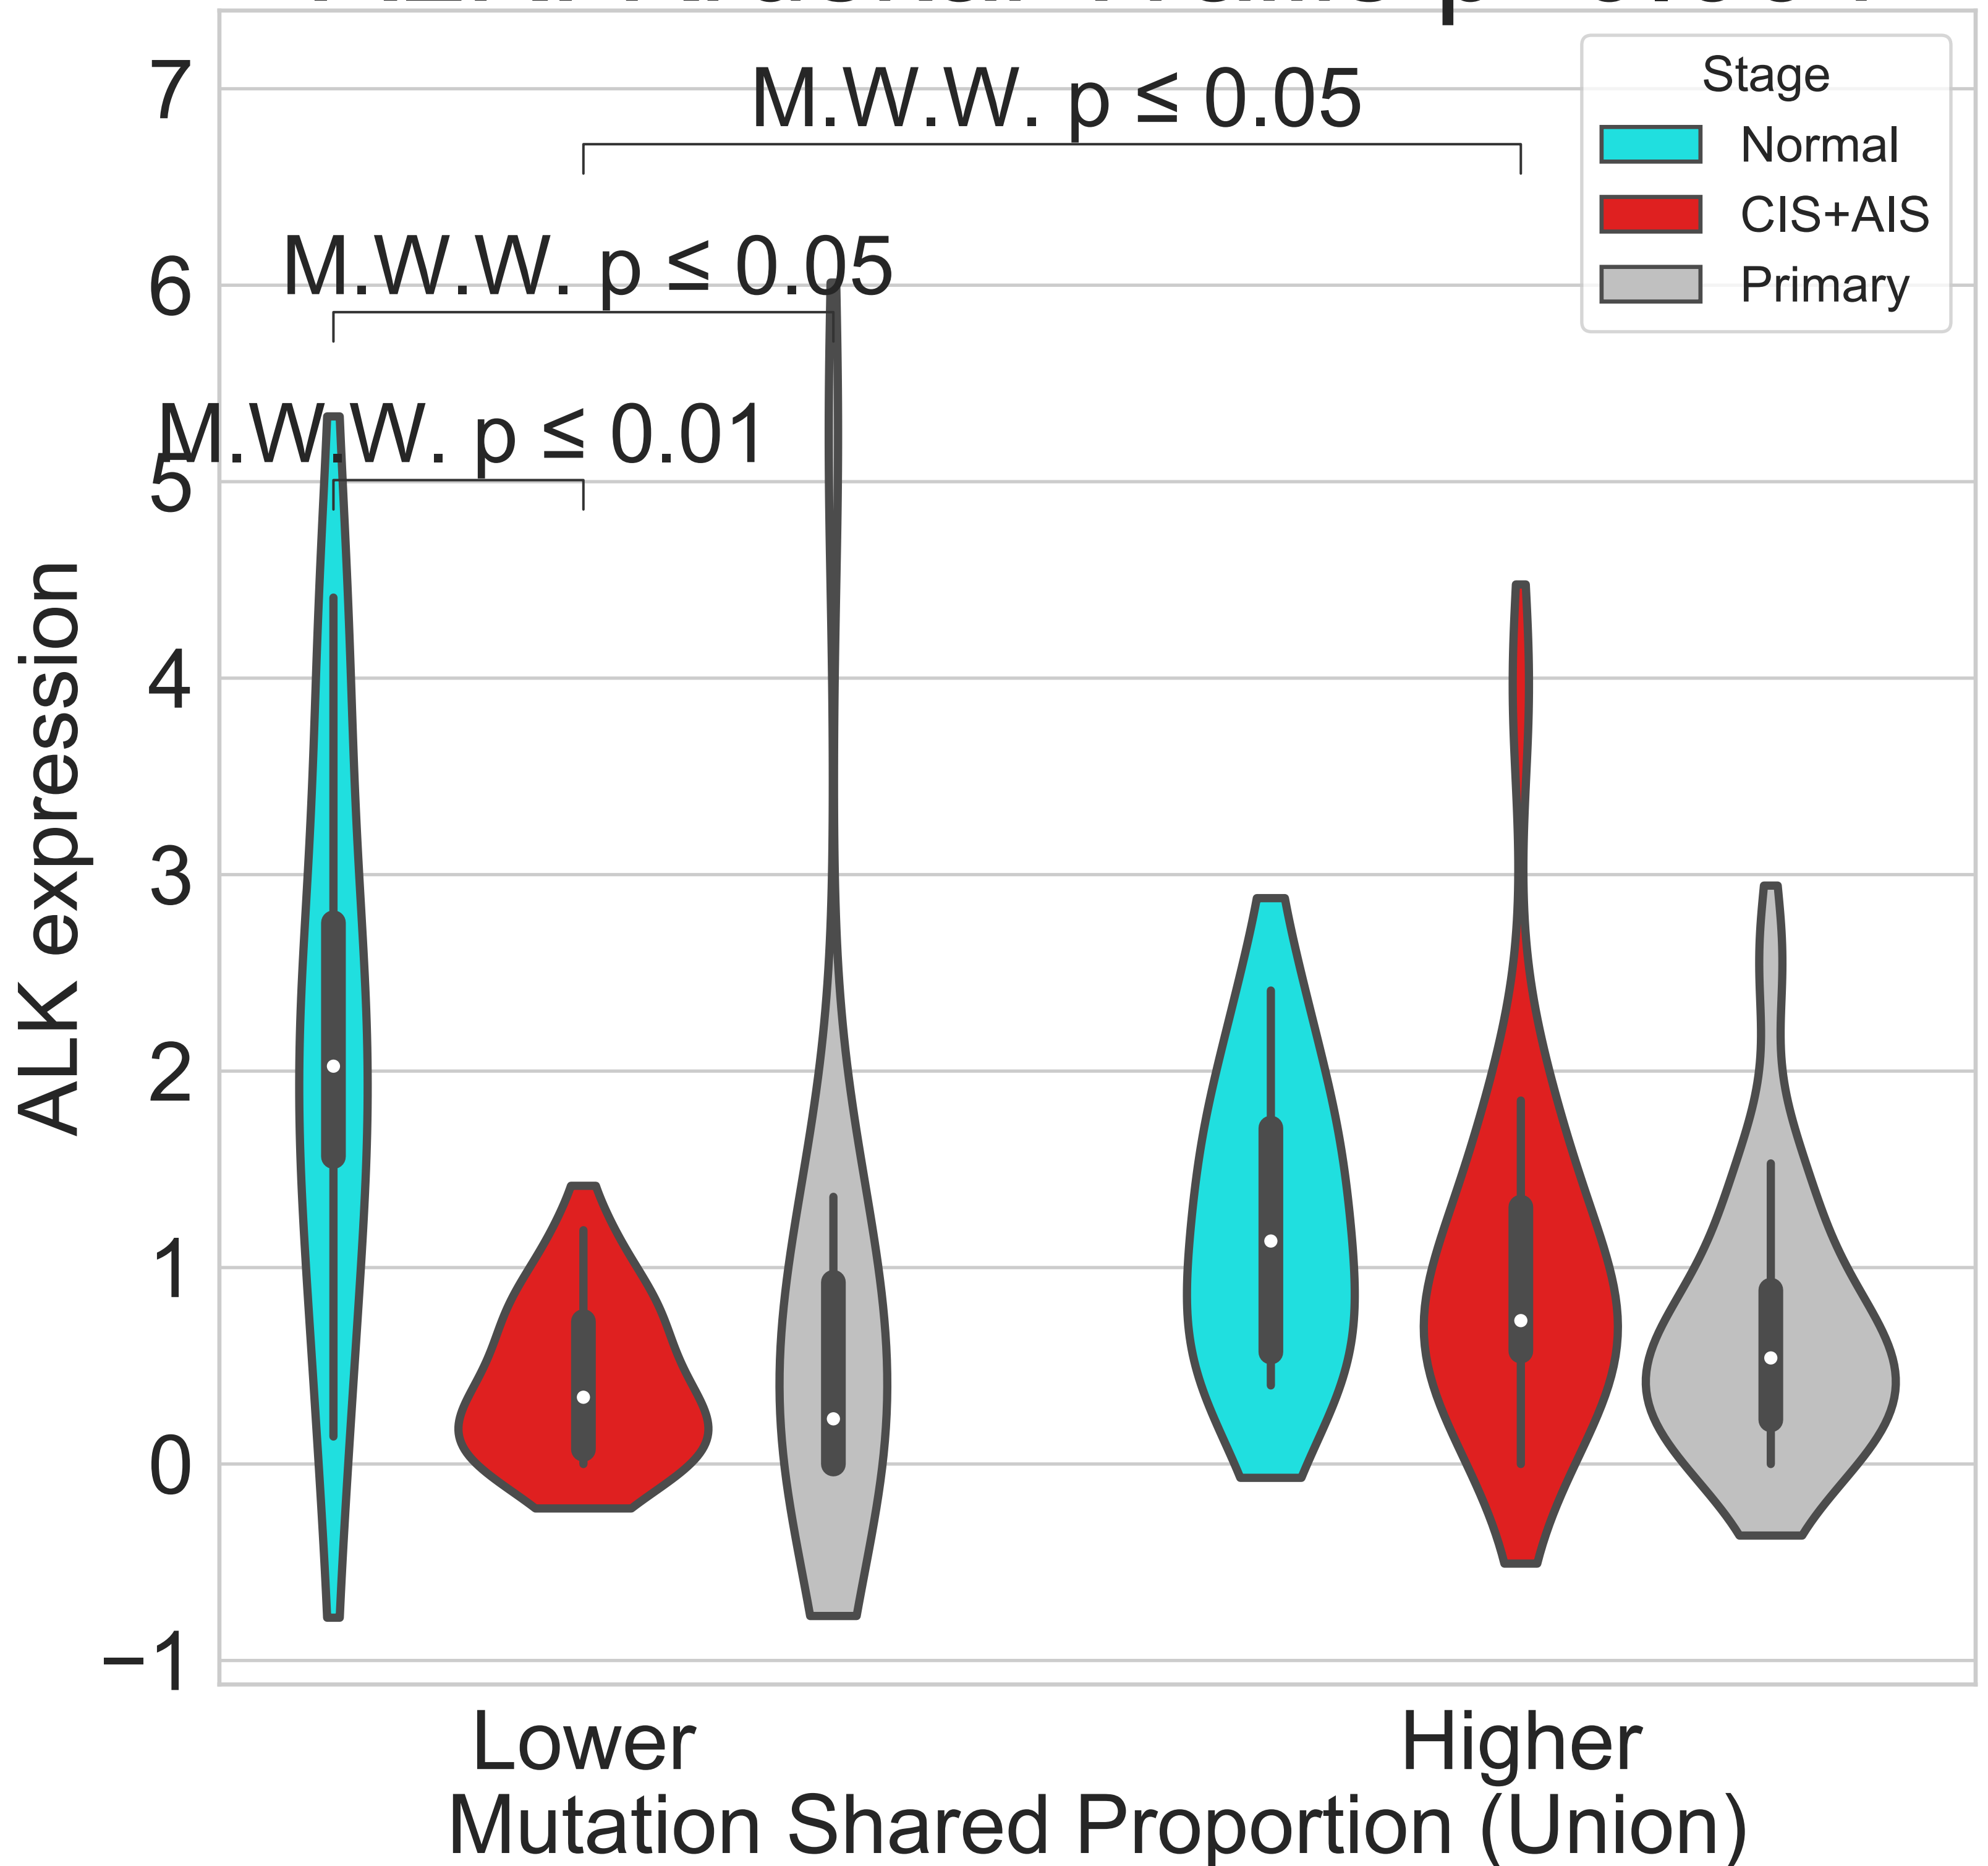 7
6
5
4
3
2
1
0
−1
ALK expression
M.W.W. p ≤ 0.05
M.W.W. p ≤ 0.05
M.W.W. p ≤ 0.01
Stage
Normal
CIS+AIS
Primary
Lower
Higher
Mutation Shared Proportion (Union)